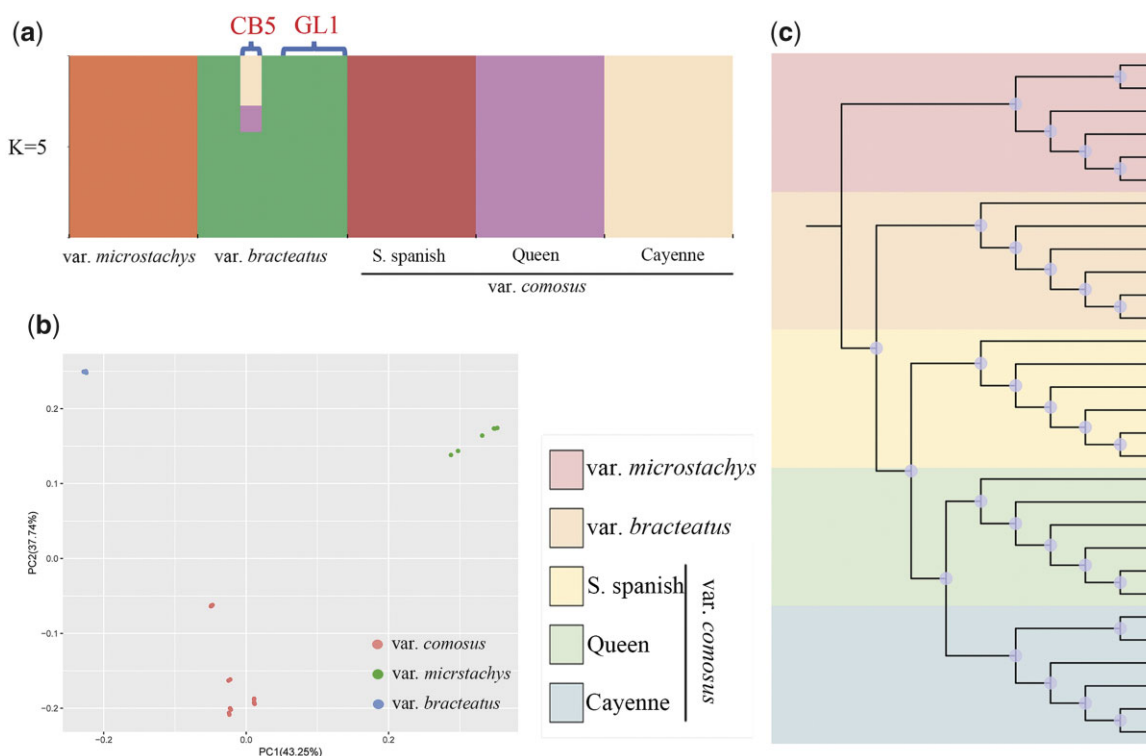 (a)
CB5
GL1
K=5
var. microstachys
var. bracteatus
S. spanish
Queen
Cayenne
var. comosus
(b)
0.2
0.1
0.0
−0.1
−0.2
PC2(37.74%)
−0.2
0.0
0.2
PC1(43.25%)
var. comosus
var. micrstachys
var. bracteatus
var. microstachys
var. bracteatus
S. spanish
Queen
Cayenne
var. comosus
(c)